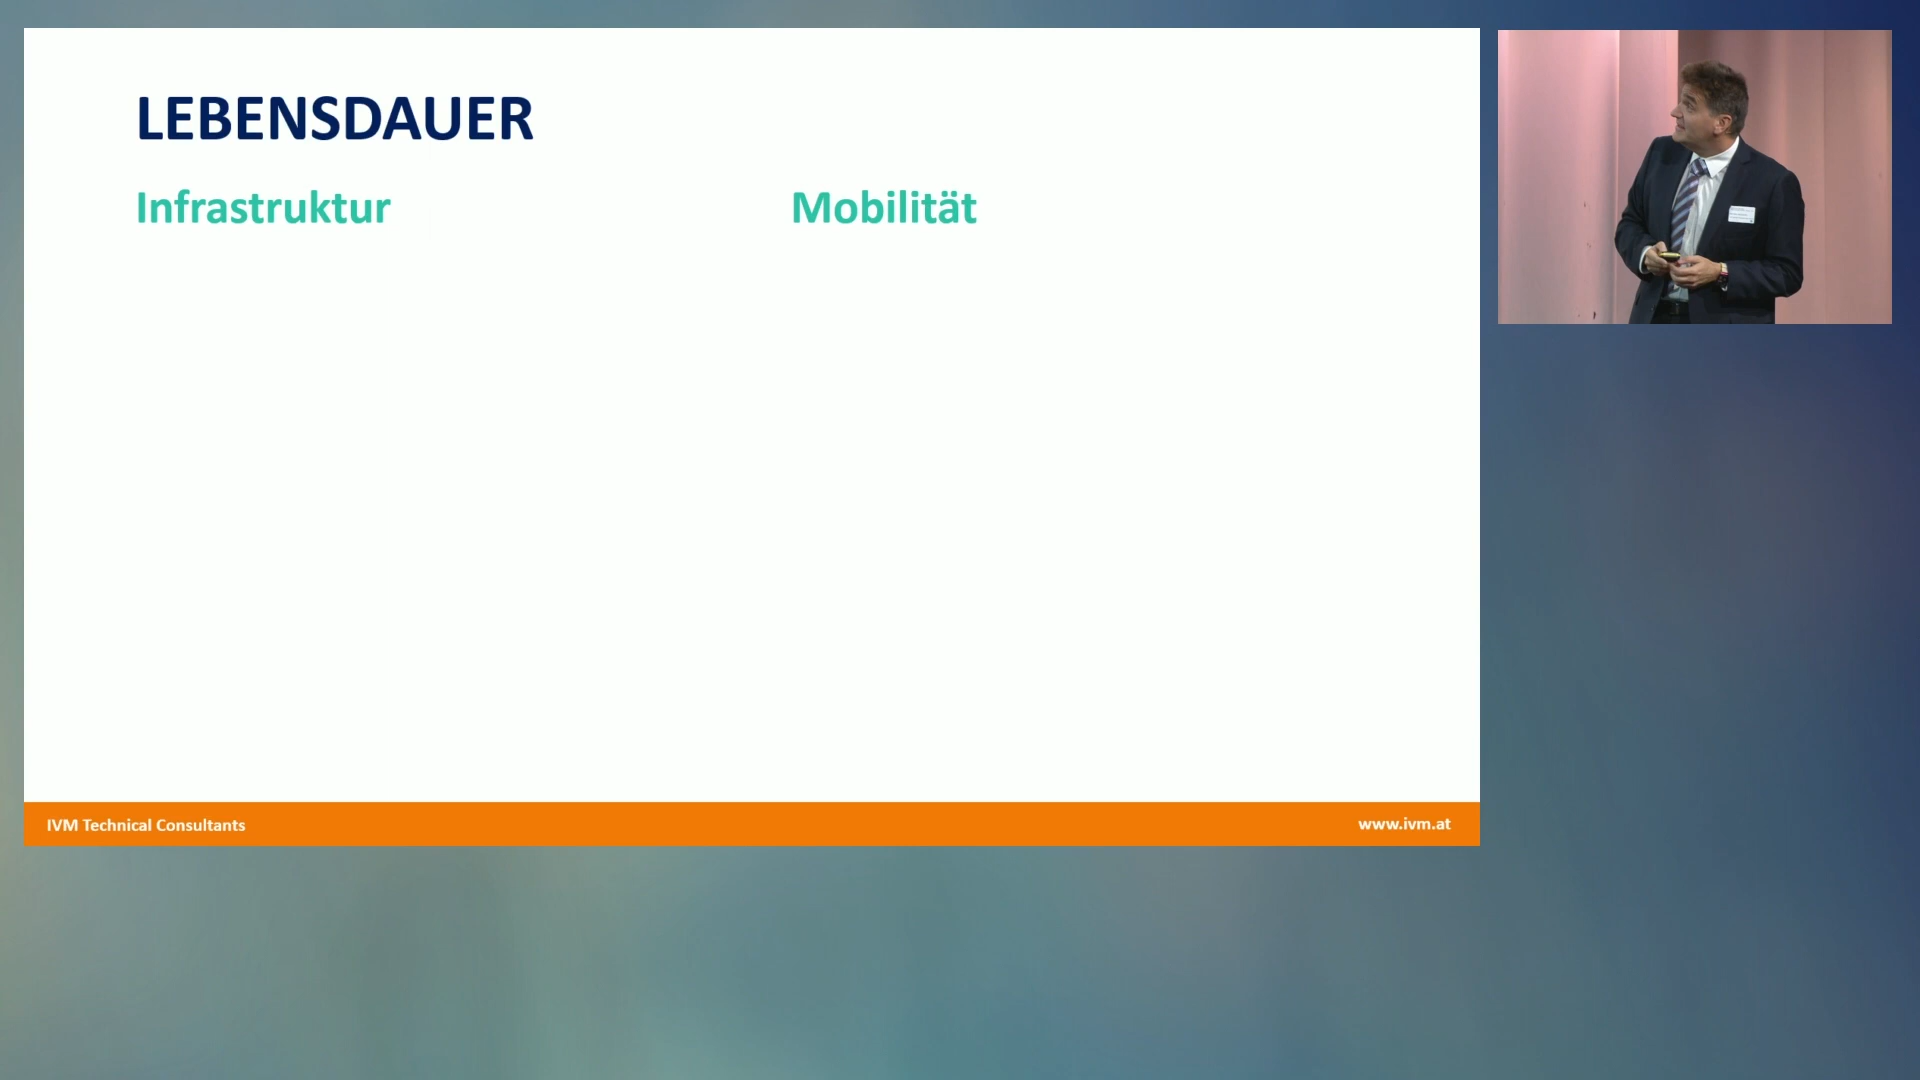 LEBENSDAUER
Infrastruktur
Mobilität
IVM Technical Consultants
www.ivm.at